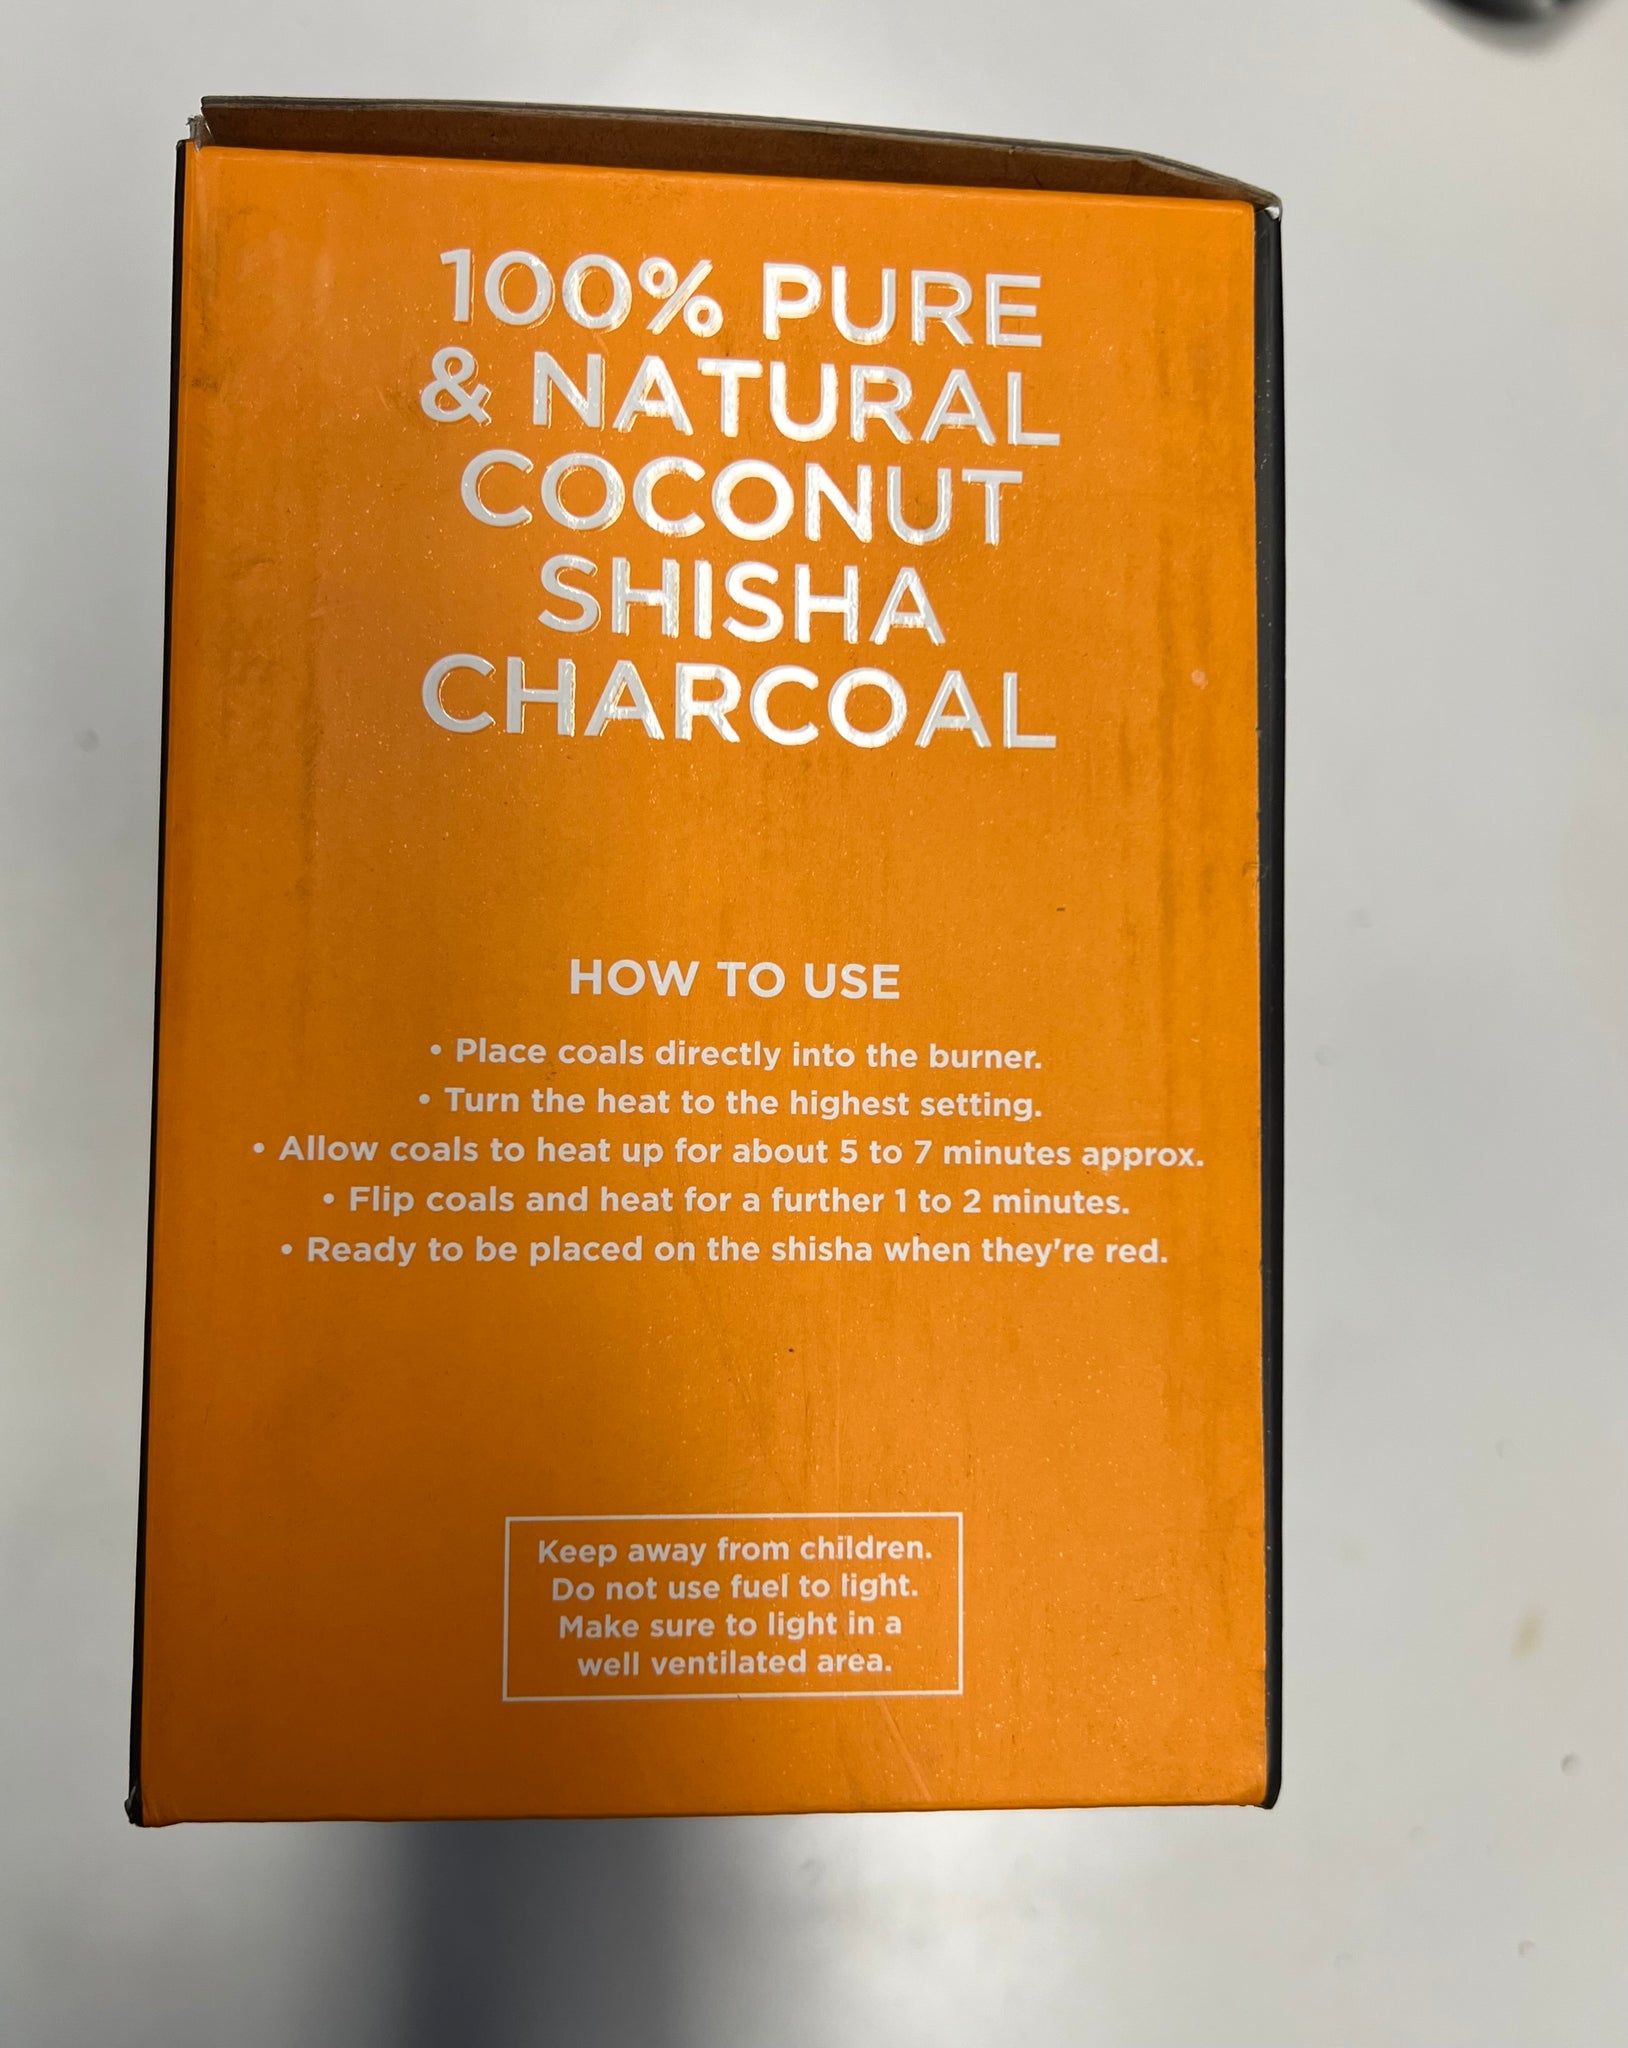 100% PURE
& NATURAL
COCONUT
SHISHA
CHARCOAL
HOW TO USE
• Place coals directly into the burner.
• Turn the heat to the highest setting.
• Allow coals to heat up for about 5 to 7 minutes approx.
• Flip coals and heat for a further 1 to 2 minutes.
• Ready to be placed on the shisha when they're red.
Keep away from children.
Do not use fuel to light.
Make sure to light in a
well ventilated area.